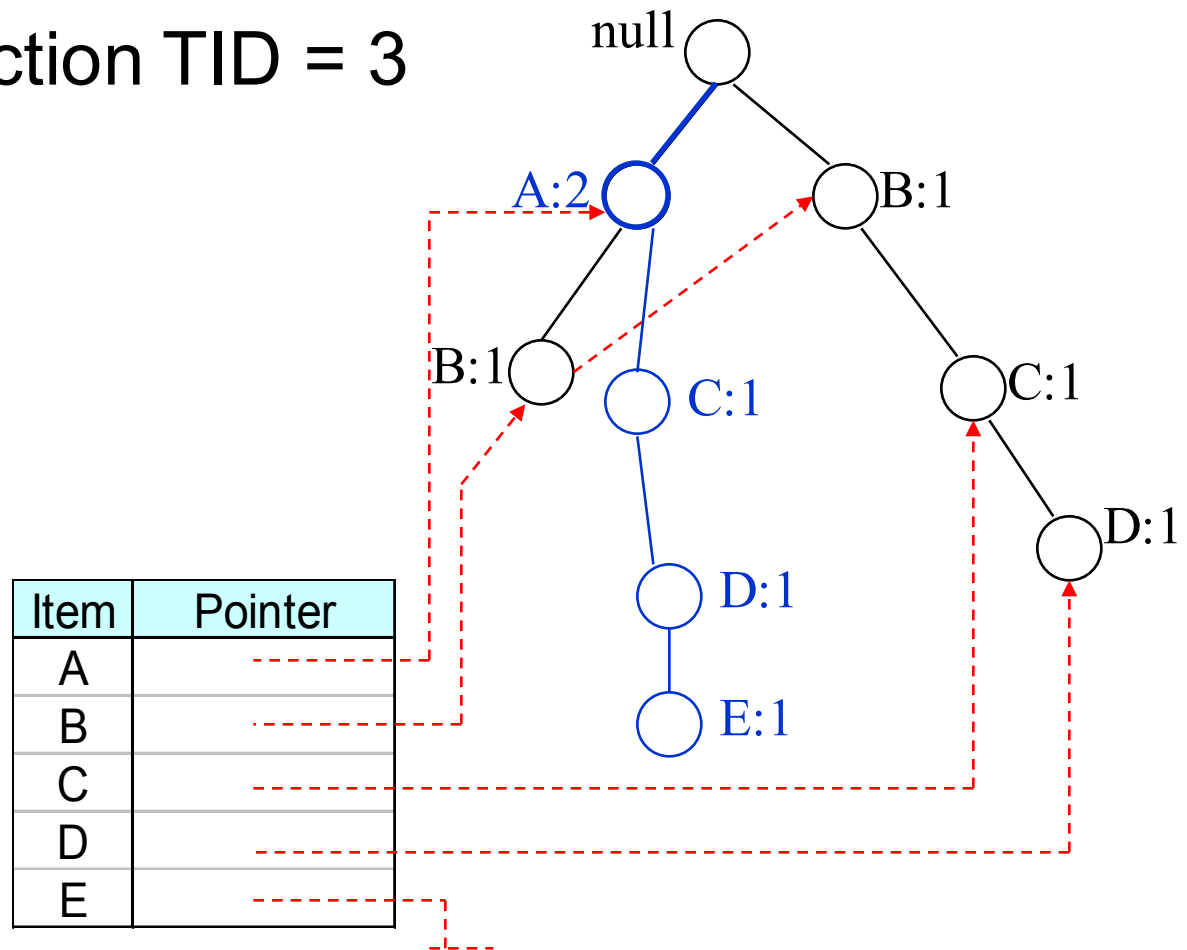 ction TID = 3
null
A:2
B:1
B:1
C:1
C:1
D:1
D:1
E:1
Item Pointer
A
B
C
D
E